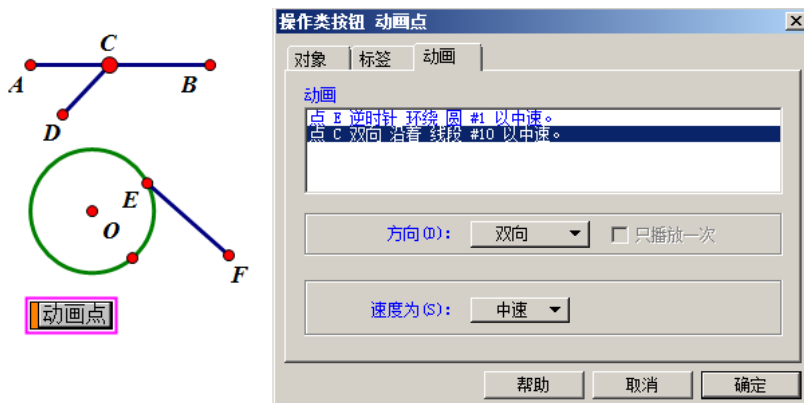 C
A
B
D
E
O
F
动画点
操作类按钮 动画点
对象 标签 动画
动画
点 E 逆时针 环绕 圆 #1 以中速。
点 C 双向 沿着 线段 #10 以中速。
方向(D): 双向 只播放一次
速度为(S): 中速
帮助 取消 确定